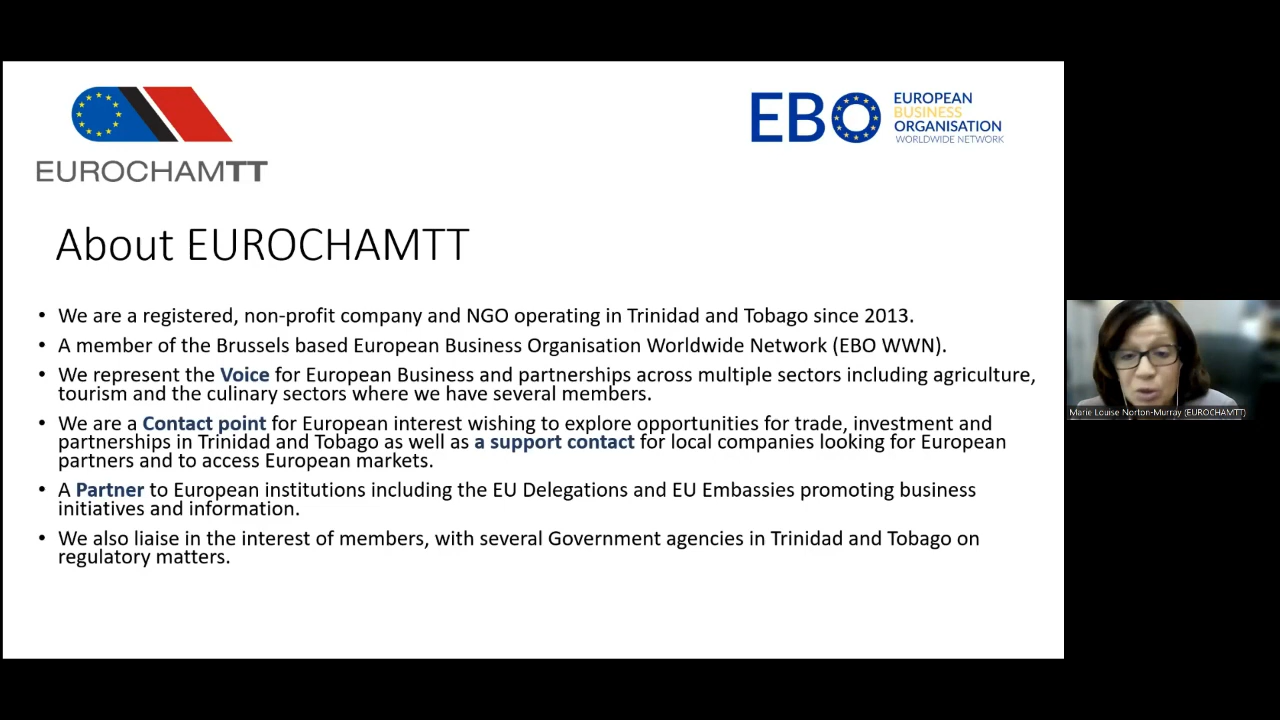 EUROCHAMTT
EBO
EUROPEAN
BUSINESS
ORGANISATION
WORLDWIDE NETWORK
About EUROCHAMTT
• We are a registered, non-profit company and NGO operating in Trinidad and Tobago since 2013.
• A member of the Brussels based European Business Organisation Worldwide Network (EBO WWN).
• We represent the Voice for European Business and partnerships across multiple sectors including agriculture,
tourism and the culinary sectors where we have several members.
• We are a Contact point for European interest wishing to explore opportunities for trade, investment and
partnerships in Trinidad and Tobago as well as a support contact for local companies looking for European
partners and to access European markets.
• A Partner to European institutions including the EU Delegations and EU Embassies promoting business
initiatives and information.
• We also liaise in the interest of members, with several Government agencies in Trinidad and Tobago on
regulatory matters.
Marie Louise Norton-Murray (EUROCHAMTT)